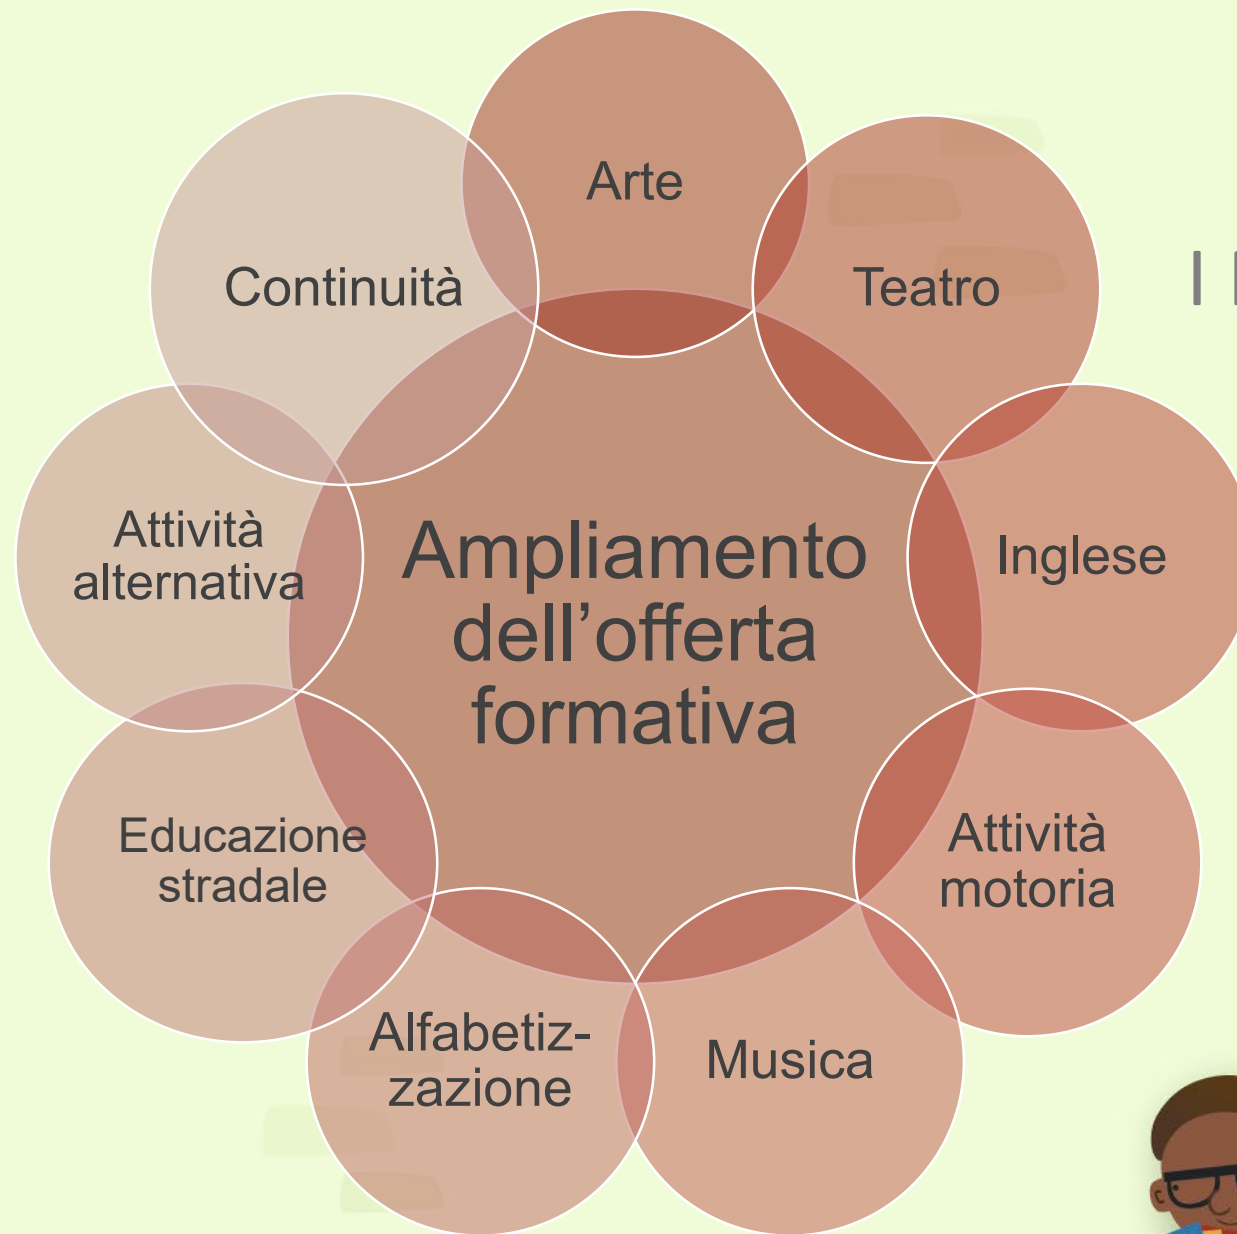 Arte
Teatro
Continuità
I
Inglese
Attività
alternativa
Ampliamento
dell’offerta
formativa
Attività
motoria
Educazione
stradale
Musica
Alfabetiz-
zazione